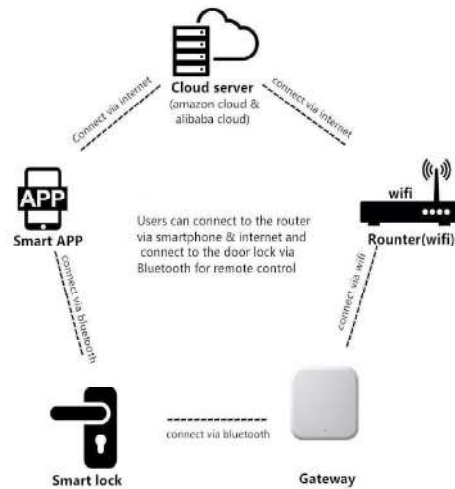 Cloud server
(amazon cloud &
alibaba cloud)
Connect via internet
connect via internet
APP
Smart APP
wifi
Rounter(wifi)
Users can connect to the router
via smartphone & internet and
connect to the door lock via
Bluetooth for remote control
connect via bluetooth
connect via wifi
connect via bluetooth
Smart lock
Gateway